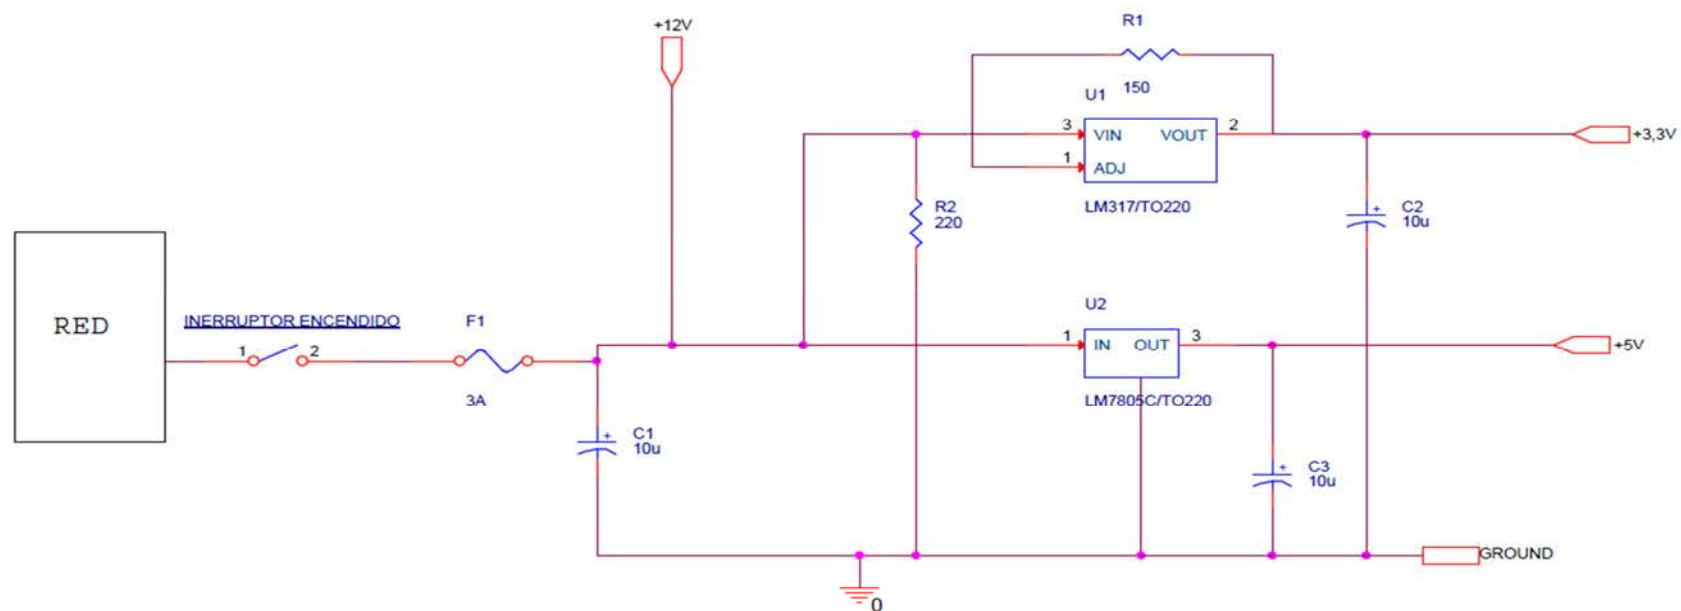 +12V
R1
150
U1
3 VIN VOUT 2
1 ADJ
LM317/TO220
+3,3V
R2
220
C2
10u
RED
INERRUPTOR ENCENDIDO
1 2
F1
3A
U2
1 IN OUT 3
LM7805C/TO220
+5V
+ C1
10u
+ C3
10u
GROUND
0